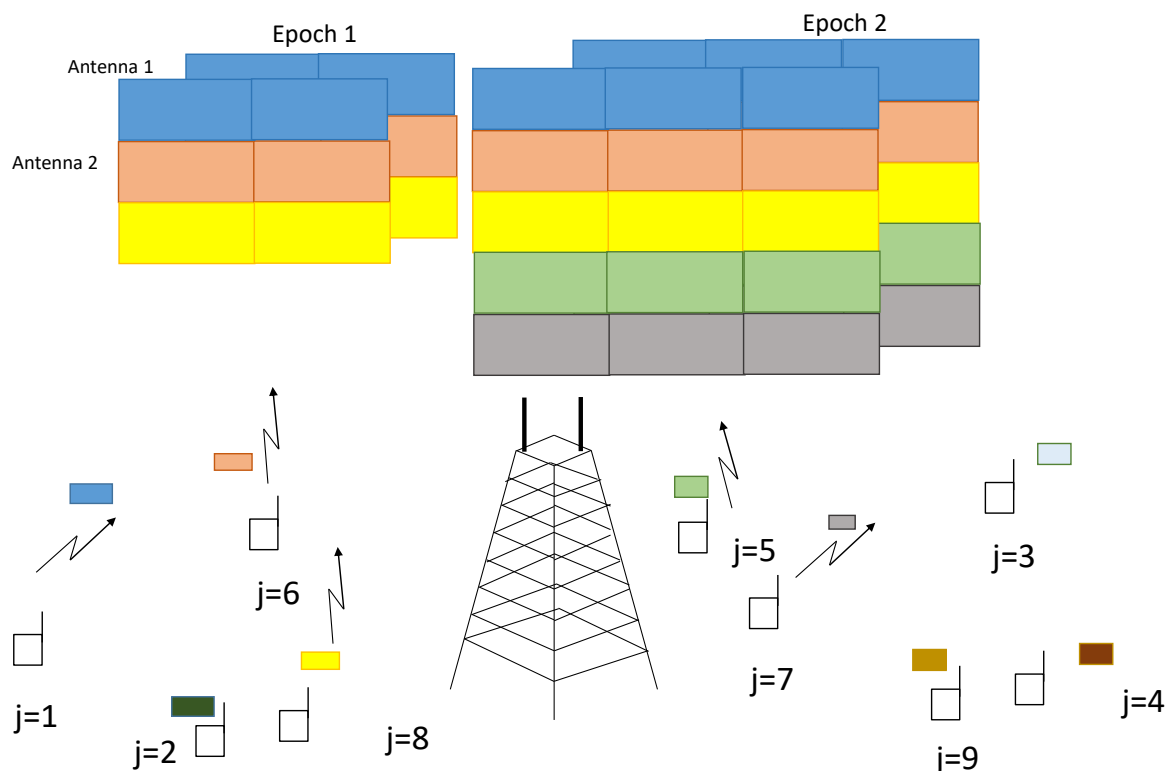 Epoch 1
Epoch 2
Antenna 1
Antenna 2
j=5
j=3
j=6
j=7
j=1
j=2
j=8
j=9
j=4